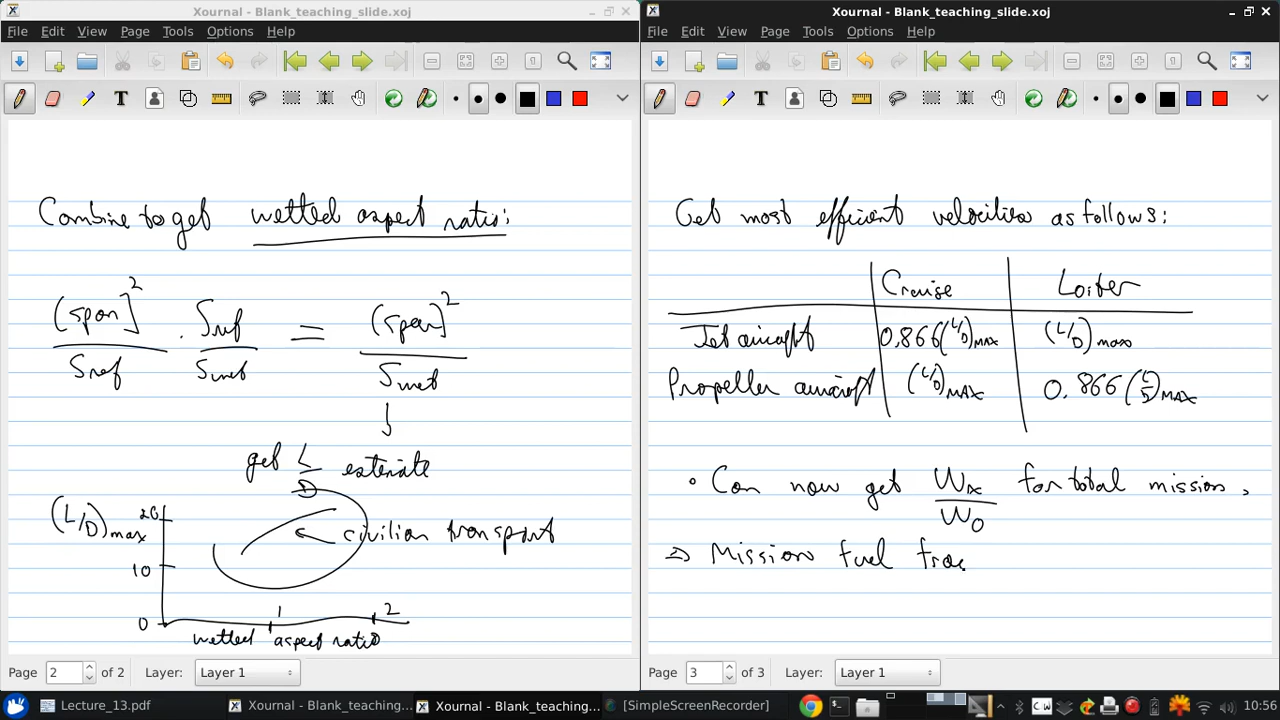 Xournal - Blank_teaching_slide.xoj
File Edit View Page Tools Options Help
Combine to get wetted aspect ratio:
(span)² / Sref · Sref / Swet = (span)² / Swet
get L/D estimate
(L/D)max
20
10
0
civilian transport
1
2
wetted aspect ratio
Page 2 of 2 Layer: Layer 1
Xournal - Blank_teaching_slide.xoj
File Edit View Page Tools Options Help
Get most efficient velocities as follows:
Cruise Loiter
Jet aircraft 0.866(L/D)MAX (L/D)max
Propeller aircraft (L/D)MAX 0.866(L/D)MAX
• Can now get Wx/W0 for total mission,
⇒ Mission fuel frac
Page 3 of 3 Layer: Layer 1
Lecture_13.pdf Xournal - Blank_teaching_... Xournal - Blank_teaching_... [SimpleScreenRecorder] 10:56